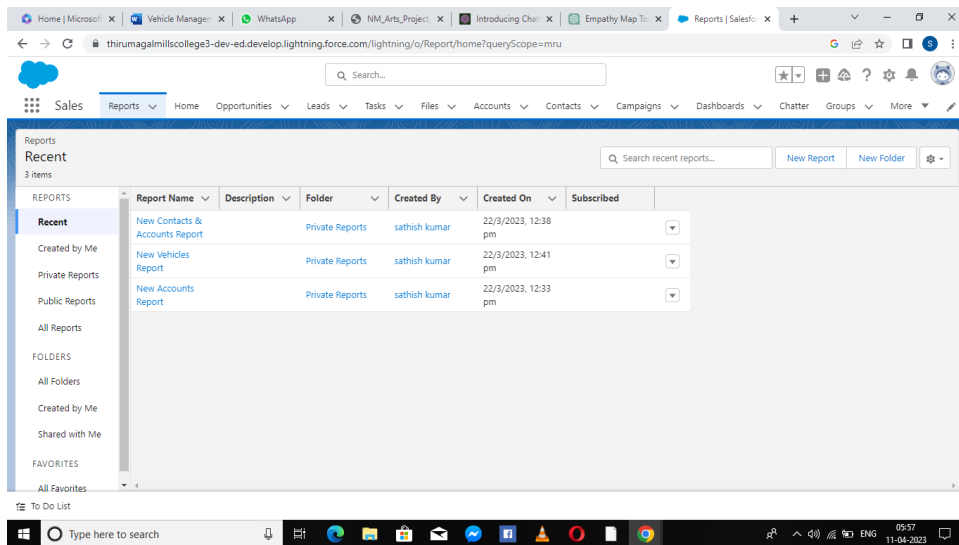 Home | Microsoft
Vehicle Managem
WhatsApp
NM_Arts_Project_
Introducing Chat
Empathy Map To
Reports | Salesfo
thirumagalmillscollege3-dev-ed.develop.lightning.force.com/lightning/o/Report/home?queryScope=mru
Search...
Sales Reports Home Opportunities Leads Tasks Files Accounts Contacts Campaigns Dashboards Chatter Groups More
Reports
Recent
3 items
Search recent reports...
New Report New Folder
REPORTS
Recent
Created by Me
Private Reports
Public Reports
All Reports
FOLDERS
All Folders
Created by Me
Shared with Me
FAVORITES
All Favorites
Report Name Description Folder Created By Created On Subscribed
New Contacts & Accounts Report Private Reports sathish kumar 22/3/2023, 12:38 pm
New Vehicles Report Private Reports sathish kumar 22/3/2023, 12:41 pm
New Accounts Report Private Reports sathish kumar 22/3/2023, 12:33 pm
To Do List
Type here to search
ENG
05:57
11-04-2023